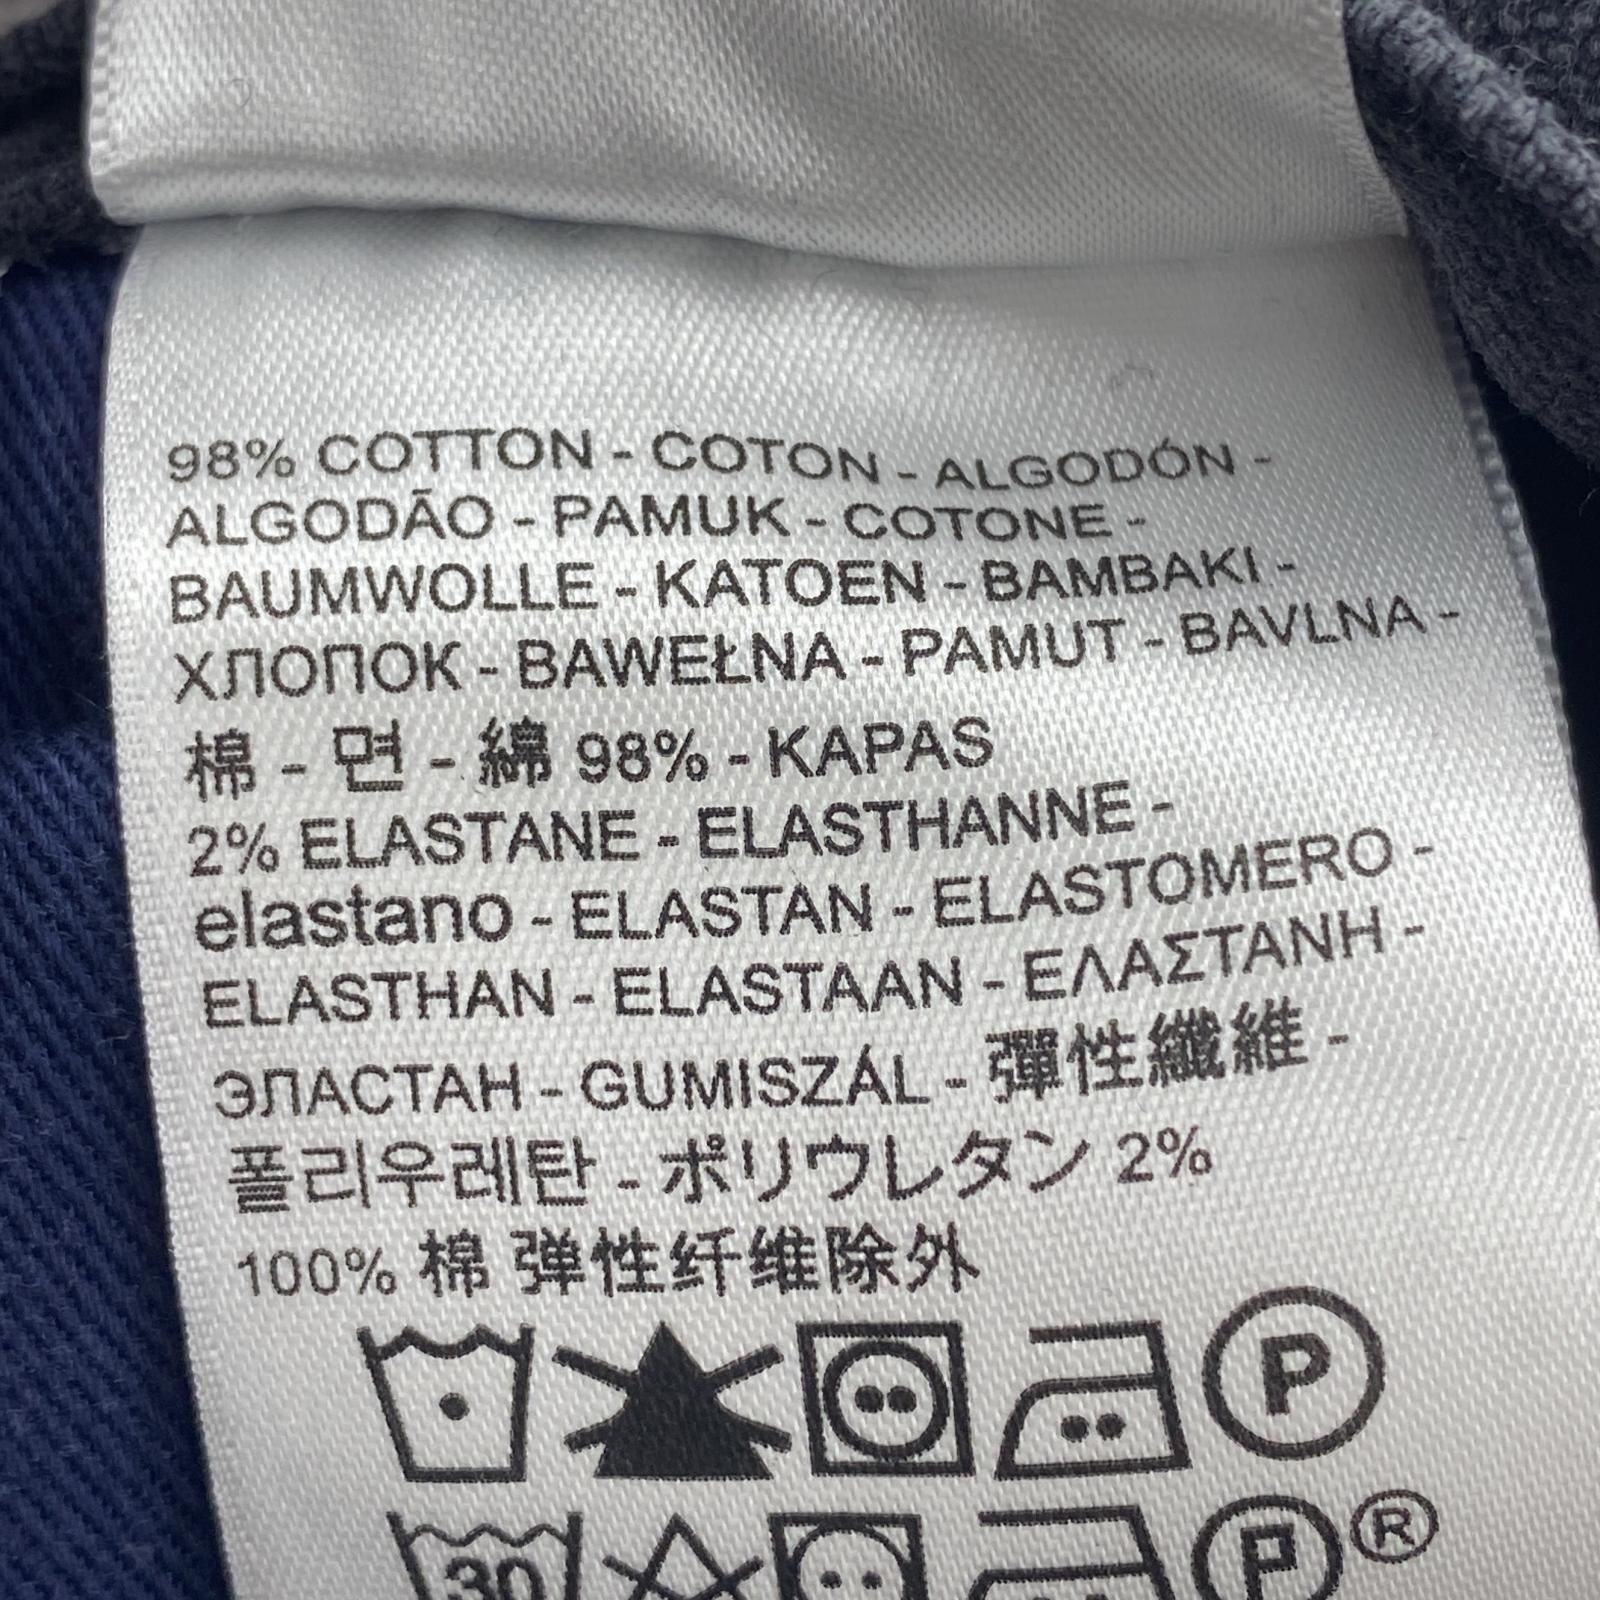 98% COTTON - COTON - ALGODÓN -
ALGODÃO - PAMUK - COTONE -
BAUMWOLLE - KATOEN - BAMBAKI -
ХЛОПОК - BAWEŁNA - PAMUT - BAVLNA -
棉 - 면 - 綿 98% - KAPAS
2% ELASTANE - ELASTHANNE -
elastano - ELASTAN - ELASTOMERO -
ELASTHAN - ELASTAAN - ΕΛΑΣΤΑΝΗ -
ЭЛАСТАН - GUMISZÁL - 彈性纖維 -
폴리우레탄 - ポリウレタン 2%
100% 棉 弹性纤维除外
P
30 P ®